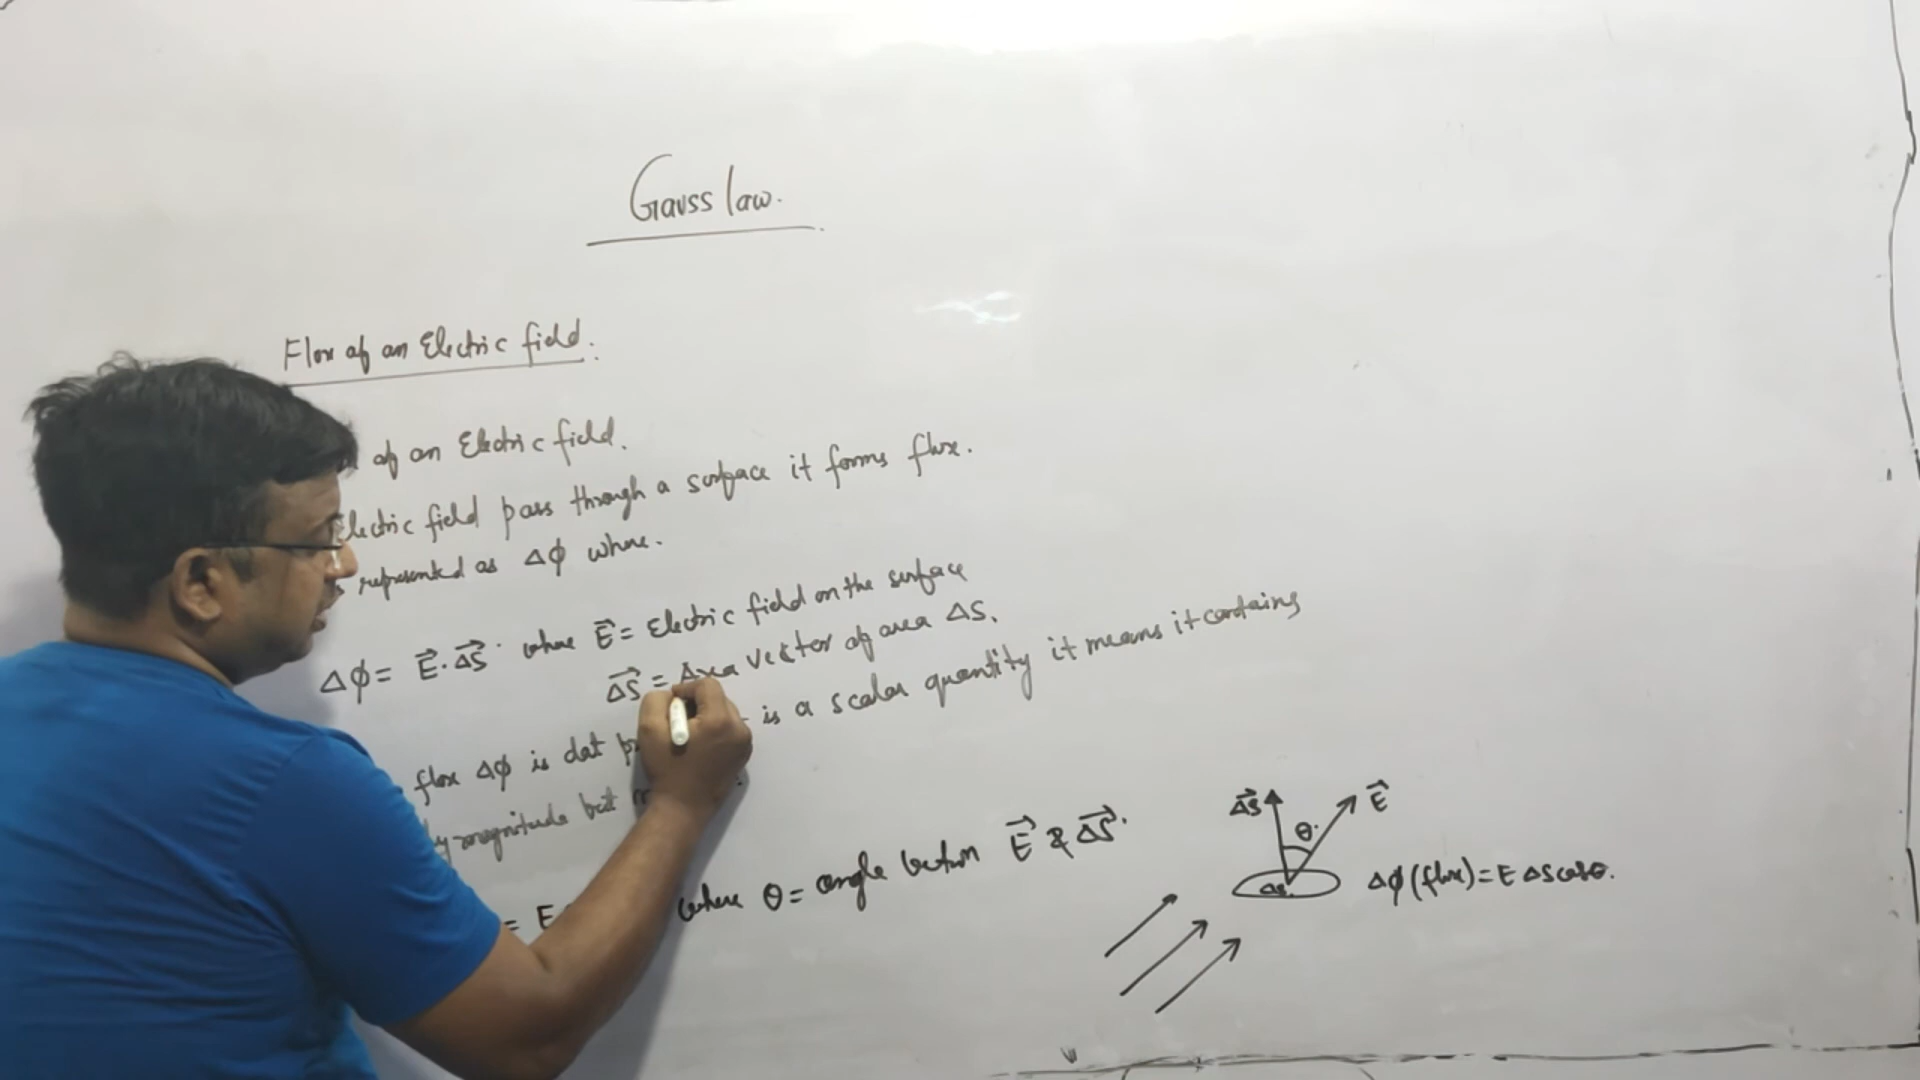 Gauss law.
Flux of an Electric field.
of an Electric field.
lectric field pass through a surface it forms flux.
represented as Δϕ where.
Δϕ = E⃗.ΔS⃗ where E⃗ = Electric field on the surface
ΔS⃗ = Area vector of area ΔS.
flux Δϕ is dot is a scalar quantity it means it contains
ly magnitude but
= E where θ = angle between E⃗ & ΔS⃗.
ΔS⃗ θ E⃗
Δs Δϕ (flux) = E ΔS cosθ.